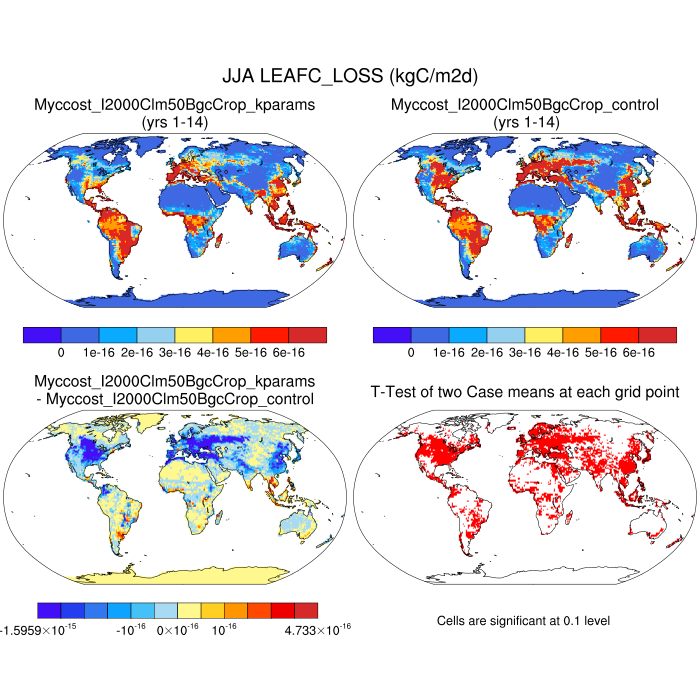 JJA LEAFC_LOSS (kgC/m2d)
Myccost_I2000Clm50BgcCrop_kparams
(yrs 1-14)
Myccost_I2000Clm50BgcCrop_control
(yrs 1-14)
0 1e-16 2e-16 3e-16 4e-16 5e-16 6e-16
0 1e-16 2e-16 3e-16 4e-16 5e-16 6e-16
Myccost_I2000Clm50BgcCrop_kparams
- Myccost_I2000Clm50BgcCrop_control
T-Test of two Case means at each grid point
-1.5959×10⁻¹⁵ -10⁻¹⁶ 0×10⁻¹⁶ 10⁻¹⁶ 4.733×10⁻¹⁶
Cells are significant at 0.1 level